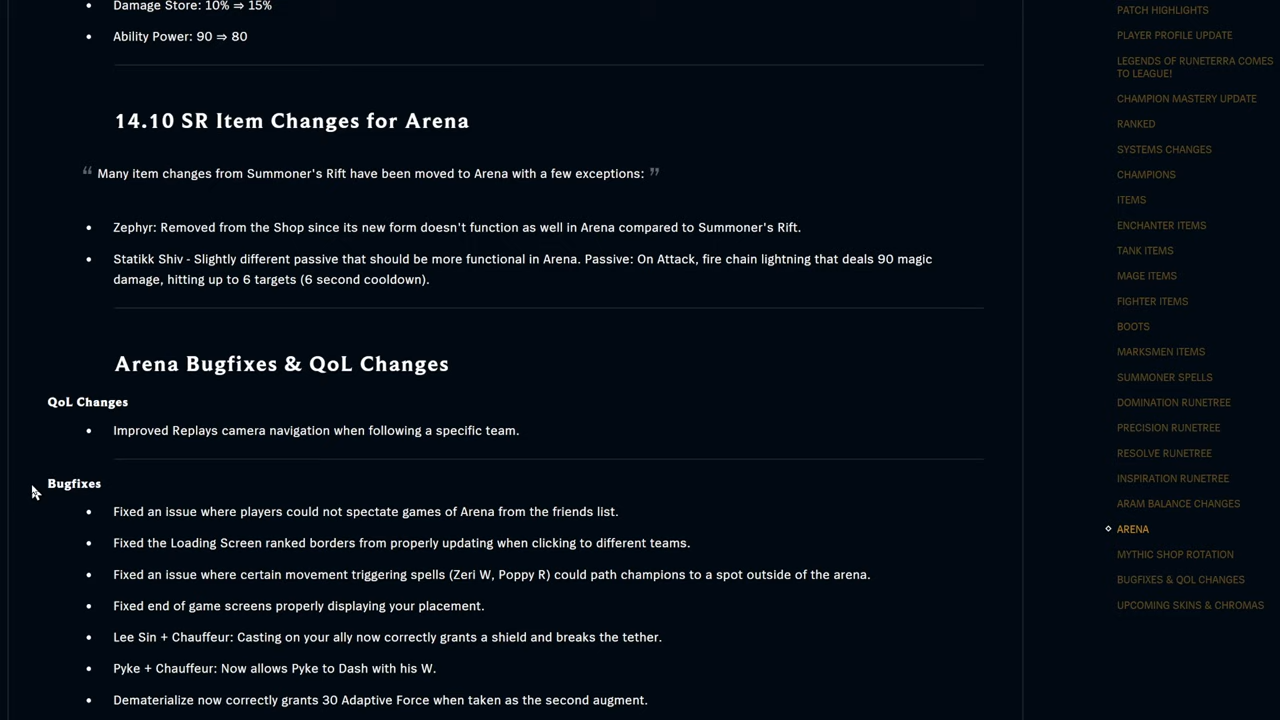 Damage Store: 10% ⇒ 15%
Ability Power: 90 ⇒ 80
14.10 SR Item Changes for Arena
“ Many item changes from Summoner's Rift have been moved to Arena with a few exceptions: ”
Zephyr: Removed from the Shop since its new form doesn't function as well in Arena compared to Summoner's Rift.
Statikk Shiv - Slightly different passive that should be more functional in Arena. Passive: On Attack, fire chain lightning that deals 90 magic
damage, hitting up to 6 targets (6 second cooldown).
Arena Bugfixes & QoL Changes
QoL Changes
Improved Replays camera navigation when following a specific team.
Bugfixes
Fixed an issue where players could not spectate games of Arena from the friends list.
Fixed the Loading Screen ranked borders from properly updating when clicking to different teams.
Fixed an issue where certain movement triggering spells (Zeri W, Poppy R) could path champions to a spot outside of the arena.
Fixed end of game screens properly displaying your placement.
Lee Sin + Chauffeur: Casting on your ally now correctly grants a shield and breaks the tether.
Pyke + Chauffeur: Now allows Pyke to Dash with his W.
Dematerialize now correctly grants 30 Adaptive Force when taken as the second augment.
PATCH HIGHLIGHTS
PLAYER PROFILE UPDATE
LEGENDS OF RUNETERRA COMES
TO LEAGUE!
CHAMPION MASTERY UPDATE
RANKED
SYSTEMS CHANGES
CHAMPIONS
ITEMS
ENCHANTER ITEMS
TANK ITEMS
MAGE ITEMS
FIGHTER ITEMS
BOOTS
MARKSMEN ITEMS
SUMMONER SPELLS
DOMINATION RUNETREE
PRECISION RUNETREE
RESOLVE RUNETREE
INSPIRATION RUNETREE
ARAM BALANCE CHANGES
ARENA
MYTHIC SHOP ROTATION
BUGFIXES & QOL CHANGES
UPCOMING SKINS & CHROMAS